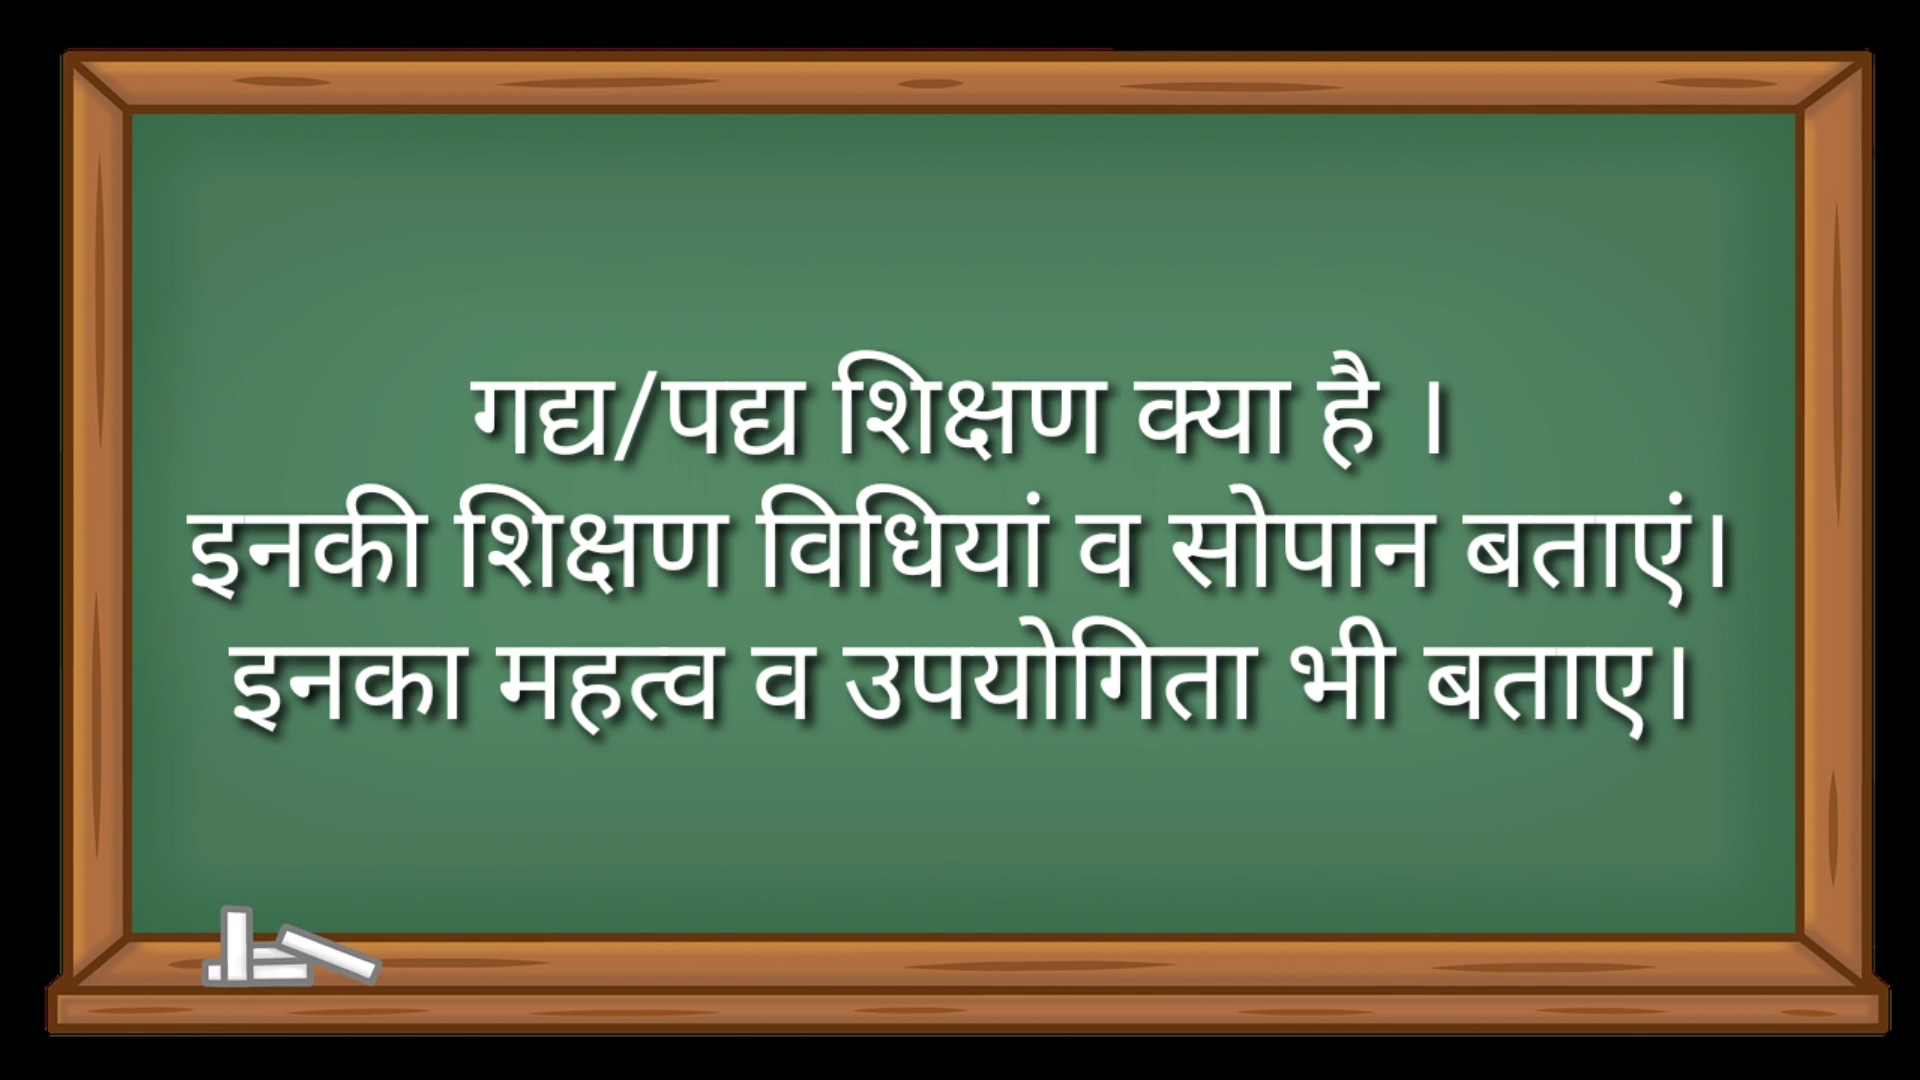 गद्य/पद्य शिक्षण क्या है ।
इनकी शिक्षण विधियां व सोपान बताएं।
इनका महत्व व उपयोगिता भी बताए।